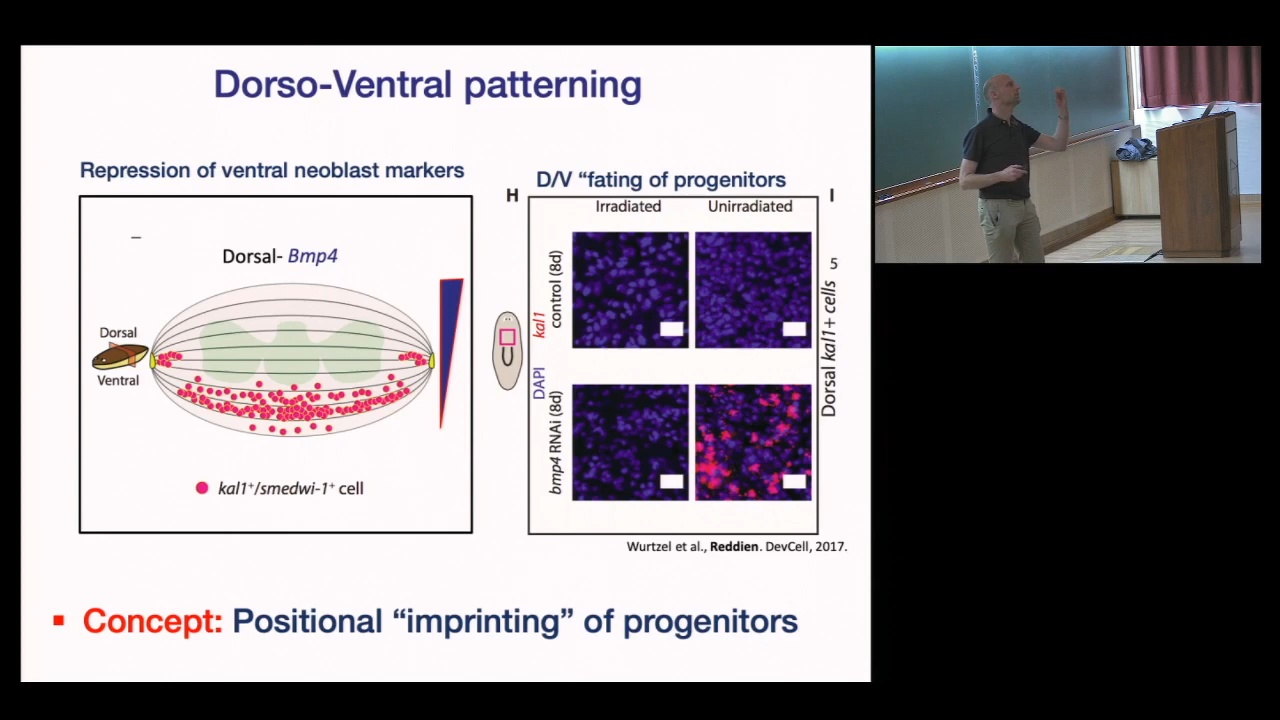 Dorso-Ventral patterning
Repression of ventral neoblast markers
Dorsal- Bmp4
Dorsal
Ventral
kal1⁺/smedwi-1⁺ cell
D/V “fating of progenitors
H
I
Irradiated
Unirradiated
5
kal1
control (8d)
DAPI
bmp4 RNAi (8d)
Dorsal kal1+ cells
Wurtzel et al., Reddien. DevCell, 2017.
▪ Concept: Positional “imprinting” of progenitors